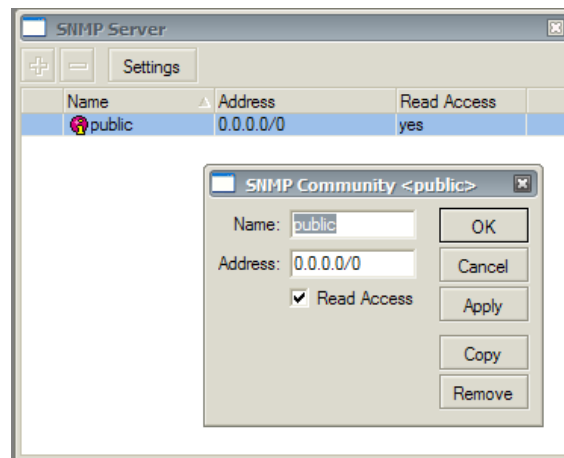 SNMP Server
Settings
Name Address Read Access
public 0.0.0.0/0 yes
SNMP Community <public>
Name: public OK
Address: 0.0.0.0/0 Cancel
Read Access Apply
Copy
Remove